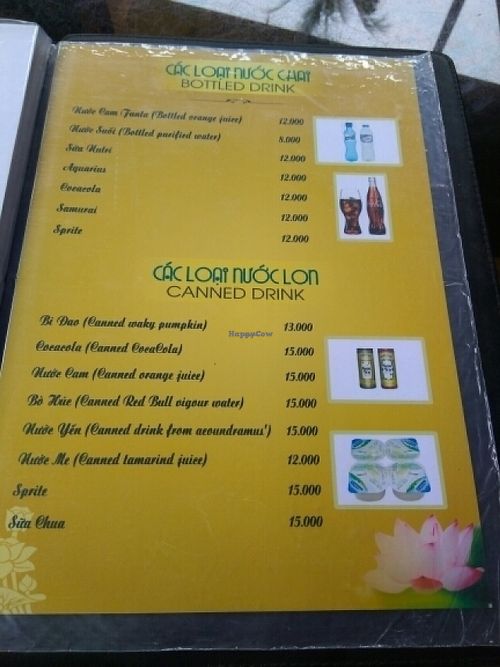 CÁC LOẠI NƯỚC CHAI
BOTTLED DRINK
Nước Cam Fanta (Bottled orange juice) 12.000
Nước Suối (Bottled purified water) 8.000
Sữa Nutri 12.000
Aquarius 12.000
Cocacola 12.000
Samurai 12.000
Sprite 12.000
CÁC LOẠI NƯỚC LON
CANNED DRINK
Bí Đao (Canned waky pumpkin) 13.000
Cocacola (Canned CocaCola) 15.000
Nước Cam (Canned orange juice) 15.000
Bò Húc (Canned Red Bull vigour water) 15.000
Nước Yến (Canned drink from aeoundramus') 15.000
Nước Me (Canned tamarind juice) 12.000
Sprite 15.000
Sữa Chua 15.000
HappyCow